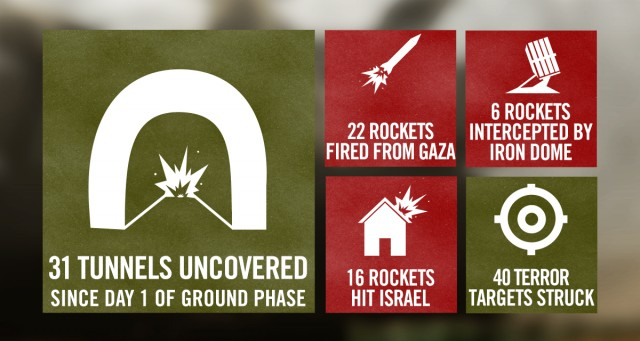 31 TUNNELS UNCOVERED
SINCE DAY 1 OF GROUND PHASE
22 ROCKETS
FIRED FROM GAZA
6 ROCKETS
INTERCEPTED BY
IRON DOME
16 ROCKETS
HIT ISRAEL
40 TERROR
TARGETS STRUCK